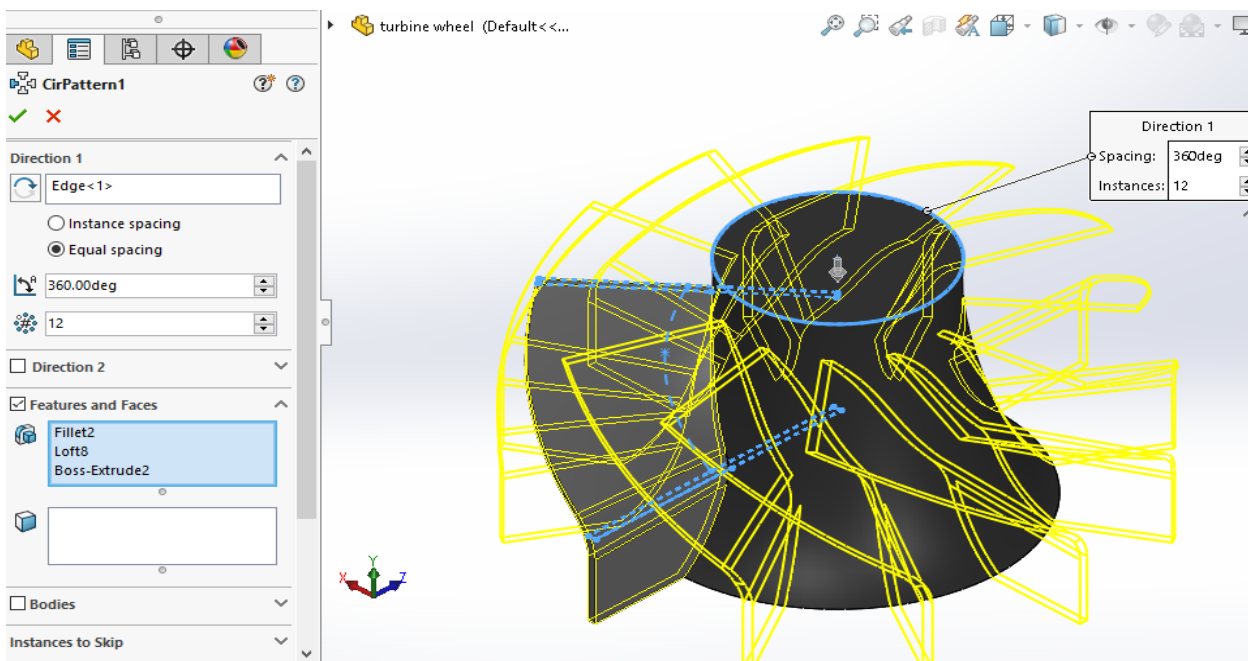 turbine wheel (Default<<...
CirPattern1
Direction 1
Edge<1>
Instance spacing
Equal spacing
360.00deg
12
Direction 2
Features and Faces
Fillet2
Loft8
Boss-Extrude2
Bodies
Instances to Skip
Direction 1
Spacing: 360deg
Instances: 12
X
Y
Z